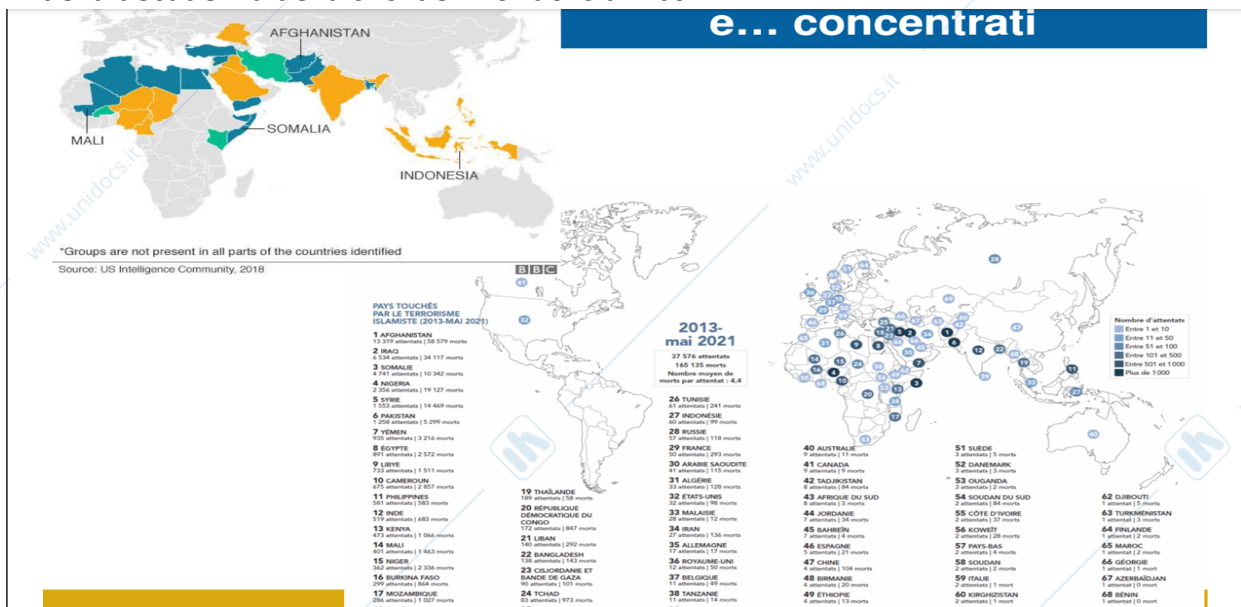 e... concentrati
AFGHANISTAN
MALI
SOMALIA
INDONESIA
*Groups are not present in all parts of the countries identified
Source: US Intelligence Community, 2018
BBC
PAYS TOUCHÉS
PAR LE TERRORISME
ISLAMISTE (2013-MAI 2021)
1 AFGHANISTAN
13 319 attentats | 58 579 morts
2 IRAQ
6 534 attentats | 34 117 morts
3 SOMALIE
4 741 attentats | 10 342 morts
4 NIGERIA
2 356 attentats | 19 127 morts
5 SYRIE
1 553 attentats | 14 469 morts
6 PAKISTAN
1 258 attentats | 5 299 morts
7 YÉMEN
935 attentats | 3 216 morts
8 ÉGYPTE
891 attentats | 2 572 morts
9 LIBYE
733 attentats | 1 511 morts
10 CAMEROUN
675 attentats | 2 857 morts
11 PHILIPPINES
581 attentats | 583 morts
12 INDE
519 attentats | 683 morts
13 KENYA
473 attentats | 1 066 morts
14 MALI
401 attentats | 1 463 morts
15 NIGER
362 attentats | 2 336 morts
16 BURKINA FASO
299 attentats | 864 morts
17 MOZAMBIQUE
286 attentats | 1 027 morts
19 THAÏLANDE
189 attentats | 58 morts
20 RÉPUBLIQUE
DÉMOCRATIQUE DU
CONGO
172 attentats | 847 morts
21 LIBAN
140 attentats | 292 morts
22 BANGLADESH
138 attentats | 143 morts
23 CISJORDANIE ET
BANDE DE GAZA
90 attentats | 101 morts
24 TCHAD
83 attentats | 973 morts
2013-
mai 2021
37 576 attentats
165 135 morts
Nombre moyen de
morts par attentat : 4,4
26 TUNISIE
61 attentats | 241 morts
27 INDONÉSIE
60 attentats | 99 morts
28 RUSSIE
57 attentats | 118 morts
29 FRANCE
50 attentats | 293 morts
30 ARABIE SAOUDITE
41 attentats | 115 morts
31 ALGÉRIE
33 attentats | 128 morts
32 ÉTATS-UNIS
32 attentats | 98 morts
33 MALAISIE
28 attentats | 12 morts
34 IRAN
27 attentats | 136 morts
35 ALLEMAGNE
17 attentats | 17 morts
36 ROYAUME-UNI
12 attentats | 50 morts
37 BELGIQUE
11 attentats | 49 morts
38 TANZANIE
11 attentats | 14 morts
40 AUSTRALIE
9 attentats | 11 morts
41 CANADA
9 attentats | 9 morts
42 TADJIKISTAN
8 attentats | 84 morts
43 AFRIQUE DU SUD
8 attentats | 3 morts
44 JORDANIE
7 attentats | 34 morts
45 BAHREÏN
7 attentats | 4 morts
46 ESPAGNE
5 attentats | 21 morts
47 CHINE
4 attentats | 104 morts
48 BIRMANIE
4 attentats | 20 morts
49 ÉTHIOPIE
4 attentats | 13 morts
51 SUÈDE
3 attentats | 5 morts
52 DANEMARK
3 attentats | 3 morts
53 OUGANDA
3 attentats | 2 morts
54 SOUDAN DU SUD
2 attentats | 84 morts
55 CÔTE D'IVOIRE
2 attentats | 37 morts
56 KOWEÏT
2 attentats | 28 morts
57 PAYS-BAS
2 attentats | 4 morts
58 SOUDAN
2 attentats | 2 morts
59 ITALIE
2 attentats | 1 mort
60 KIRGHIZISTAN
2 attentats | 1 mort
62 DJIBOUTI
1 attentat | 5 morts
63 TURKMÉNISTAN
1 attentat | 3 morts
64 FINLANDE
1 attentat | 2 morts
65 MAROC
1 attentat | 2 morts
66 GÉORGIE
1 attentat | 1 mort
67 AZERBAÏDJAN
1 attentat | 0 mort
68 BÉNIN
1 attentat | 0 mort
Nombre d'attentats
Entre 1 et 10
Entre 11 et 50
Entre 51 et 100
Entre 101 et 500
Entre 501 et 1 000
Plus de 1 000
www.unidocs.it
www.unidocs.it
www.unidocs.it